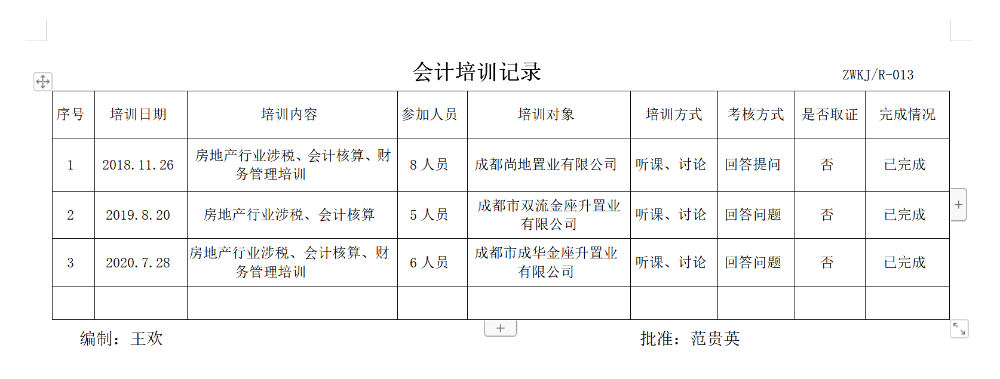 会计培训记录
ZWKJ/R-013
序号 培训日期 培训内容 参加人员 培训对象 培训方式 考核方式 是否取证 完成情况
1 2018.11.26 房地产行业涉税、会计核算、财 8人员 成都尚地置业有限公司 听课、讨论 回答提问 否 已完成
务管理培训
2 2019.8.20 房地产行业涉税、会计核算 5人员 成都市双流金座升置业 听课、讨论 回答问题 否 已完成
有限公司
3 2020.7.28 房地产行业涉税、会计核算、财 6人员 成都市成华金座升置业 听课、讨论 回答问题 否 已完成
务管理培训 有限公司
编制：王欢 批准：范贵英